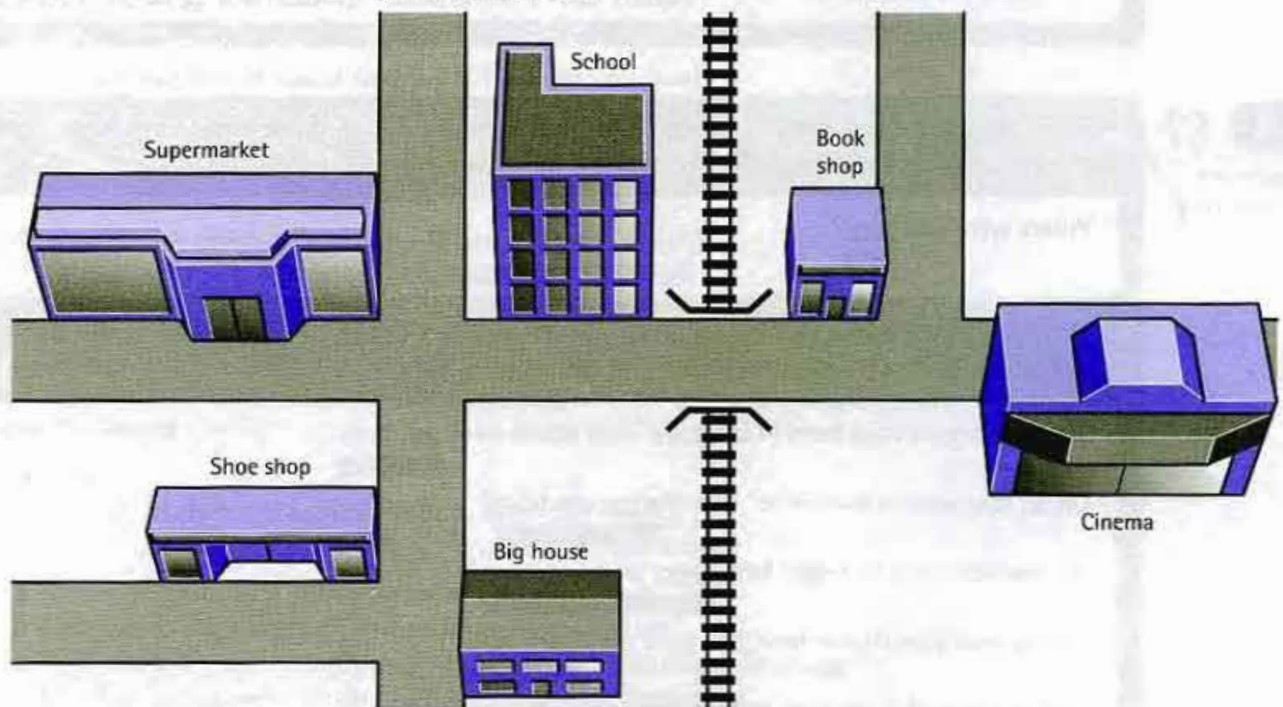 School
Supermarket
Book
shop
Shoe shop
Big house
Cinema